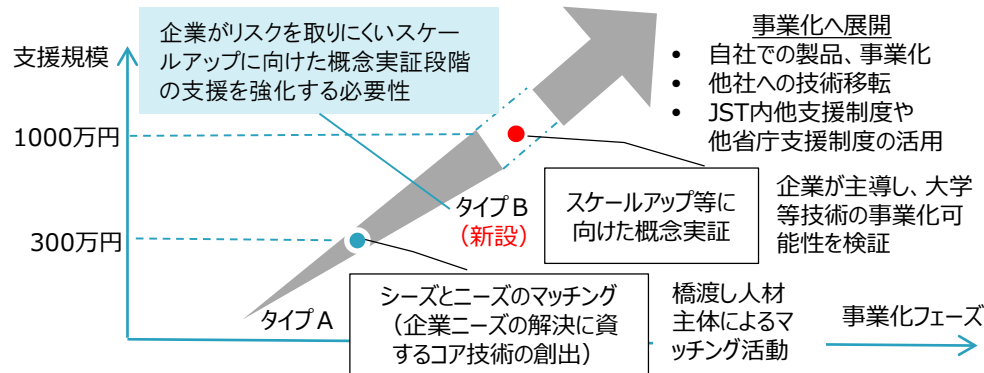 支援規模
1000万円
300万円
企業がリスクを取りにくいスケー
ルアップに向けた概念実証段階
の支援を強化する必要性
事業化へ展開
• 自社での製品、事業化
• 他社への技術移転
• JST内他支援制度や
他省庁支援制度の活用
タイプB
（新設）
スケールアップ等に
向けた概念実証
企業が主導し、大学
等技術の事業化可
能性を検証
タイプA
シーズとニーズのマッチング
（企業ニーズの解決に資
するコア技術の創出）
橋渡し人材
主体によるマ
ッチング活動
事業化フェーズ